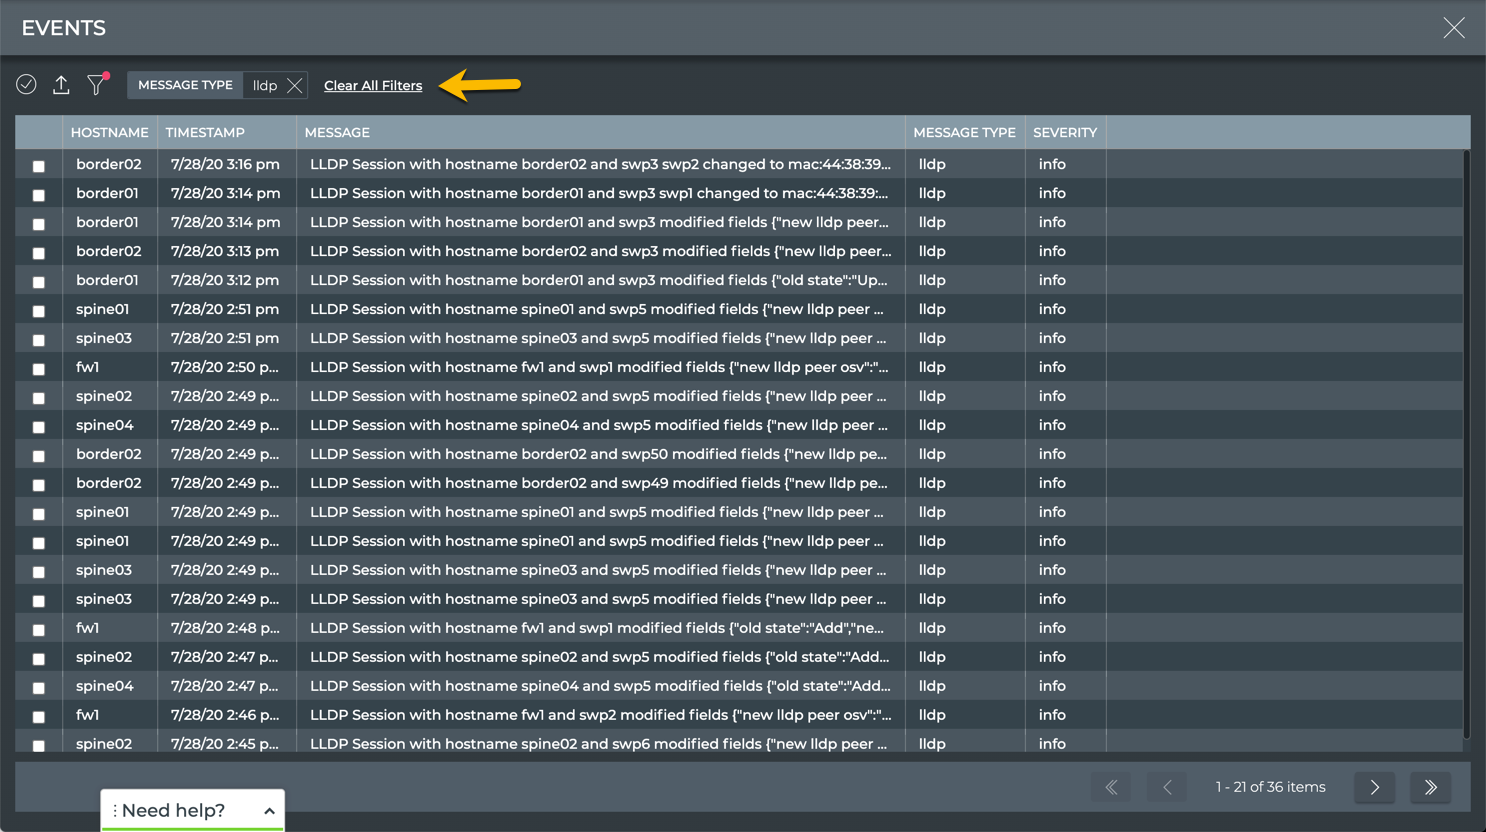 EVENTS
MESSAGE TYPE lldp Clear All Filters
HOSTNAME TIMESTAMP MESSAGE MESSAGE TYPE SEVERITY
border02 7/28/20 3:16 pm LLDP Session with hostname border02 and swp3 swp2 changed to mac:44:38:39... lldp info
border01 7/28/20 3:14 pm LLDP Session with hostname border01 and swp3 swp1 changed to mac:44:38:39:... lldp info
border01 7/28/20 3:14 pm LLDP Session with hostname border01 and swp3 modified fields {"new lldp peer... lldp info
border02 7/28/20 3:13 pm LLDP Session with hostname border02 and swp3 modified fields {"new lldp peer... lldp info
border01 7/28/20 3:12 pm LLDP Session with hostname border01 and swp3 modified fields {"old state":"Up... lldp info
spine01 7/28/20 2:51 pm LLDP Session with hostname spine01 and swp5 modified fields {"new lldp peer ... lldp info
spine03 7/28/20 2:51 pm LLDP Session with hostname spine03 and swp5 modified fields {"new lldp peer ... lldp info
fw1 7/28/20 2:50 p... LLDP Session with hostname fw1 and swp1 modified fields {"new lldp peer osv":"... lldp info
spine02 7/28/20 2:49 p... LLDP Session with hostname spine02 and swp5 modified fields {"new lldp peer ... lldp info
spine04 7/28/20 2:49 p... LLDP Session with hostname spine04 and swp5 modified fields {"new lldp peer ... lldp info
border02 7/28/20 2:49 p... LLDP Session with hostname border02 and swp50 modified fields {"new lldp pe... lldp info
border02 7/28/20 2:49 p... LLDP Session with hostname border02 and swp49 modified fields {"new lldp pe... lldp info
spine01 7/28/20 2:49 p... LLDP Session with hostname spine01 and swp5 modified fields {"new lldp peer ... lldp info
spine01 7/28/20 2:49 p... LLDP Session with hostname spine01 and swp5 modified fields {"new lldp peer ... lldp info
spine03 7/28/20 2:49 p... LLDP Session with hostname spine03 and swp5 modified fields {"new lldp peer ... lldp info
spine03 7/28/20 2:49 p... LLDP Session with hostname spine03 and swp5 modified fields {"new lldp peer ... lldp info
fw1 7/28/20 2:48 p... LLDP Session with hostname fw1 and swp1 modified fields {"old state":"Add","ne... lldp info
spine02 7/28/20 2:47 p... LLDP Session with hostname spine02 and swp5 modified fields {"old state":"Add... lldp info
spine04 7/28/20 2:47 p... LLDP Session with hostname spine04 and swp5 modified fields {"old state":"Add... lldp info
fw1 7/28/20 2:46 p... LLDP Session with hostname fw1 and swp2 modified fields {"new lldp peer osv":"... lldp info
spine02 7/28/20 2:45 p... LLDP Session with hostname spine02 and swp6 modified fields {"new lldp peer ... lldp info
1 - 21 of 36 items
Need help?